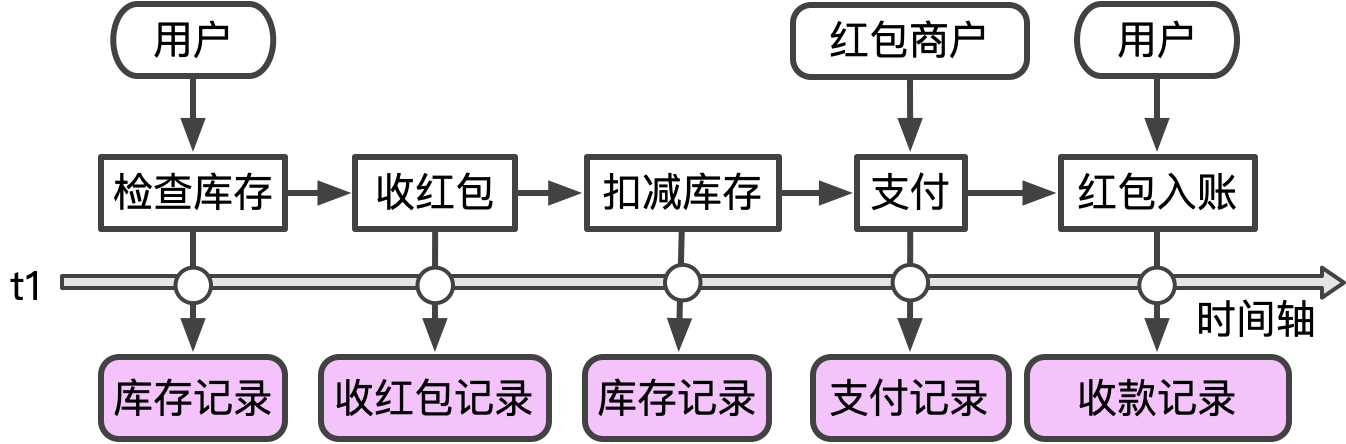 用户
红包商户
用户
检查库存
收红包
扣减库存
支付
红包入账
t1
时间轴
库存记录
收红包记录
库存记录
支付记录
收款记录